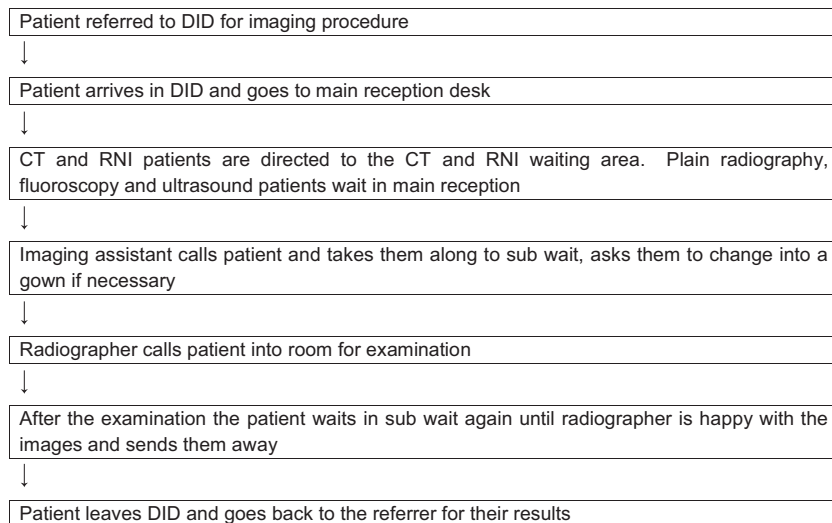 Patient referred to DID for imaging procedure
↓
Patient arrives in DID and goes to main reception desk
↓
CT and RNI patients are directed to the CT and RNI waiting area. Plain radiography,
fluoroscopy and ultrasound patients wait in main reception
↓
Imaging assistant calls patient and takes them along to sub wait, asks them to change into a
gown if necessary
↓
Radiographer calls patient into room for examination
↓
After the examination the patient waits in sub wait again until radiographer is happy with the
images and sends them away
↓
Patient leaves DID and goes back to the referrer for their results